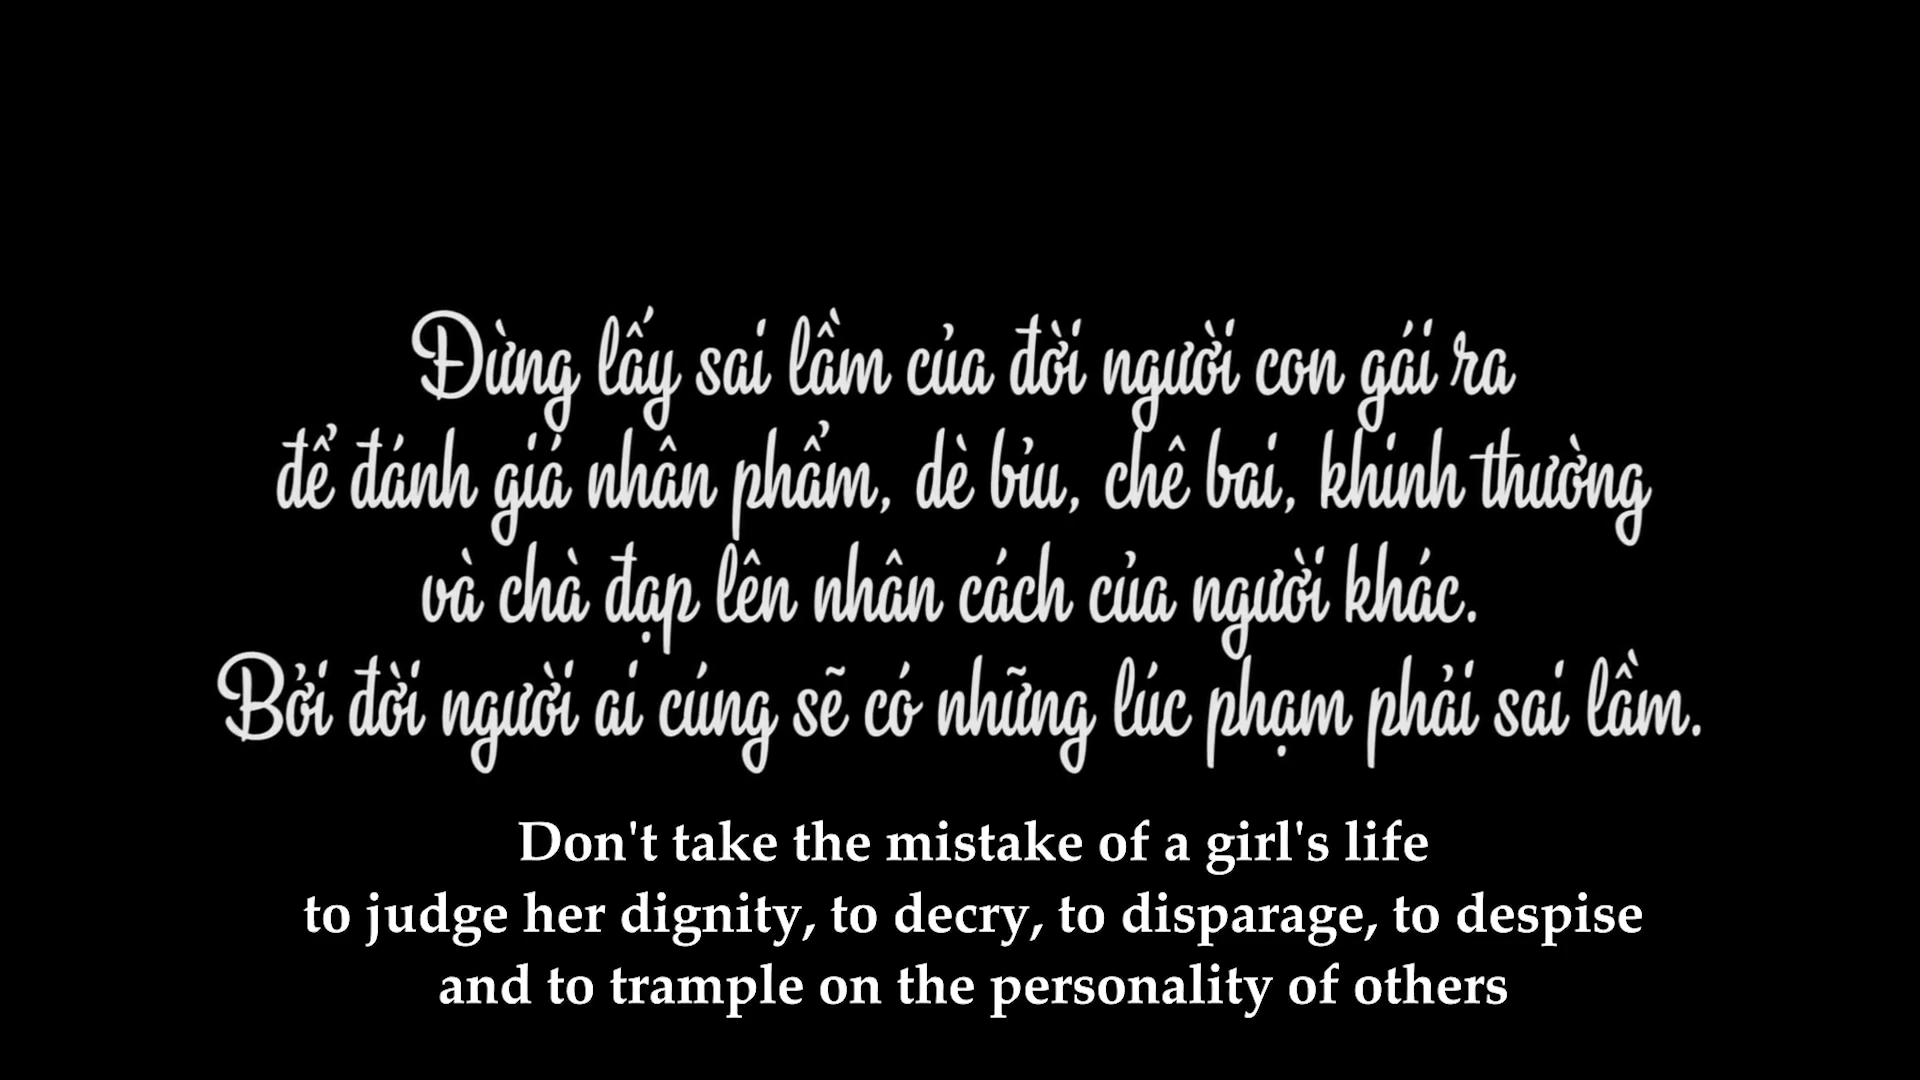 Đừng lấy sai lầm của đời người con gái ra
để đánh giá nhân phẩm, dè bỉu, chê bai, khinh thường
và chà đạp lên nhân cách của người khác.
Bởi đời người ai cúng sẽ có những lúc phạm phải sai lầm.
Don't take the mistake of a girl's life
to judge her dignity, to decry, to disparage, to despise
and to trample on the personality of others